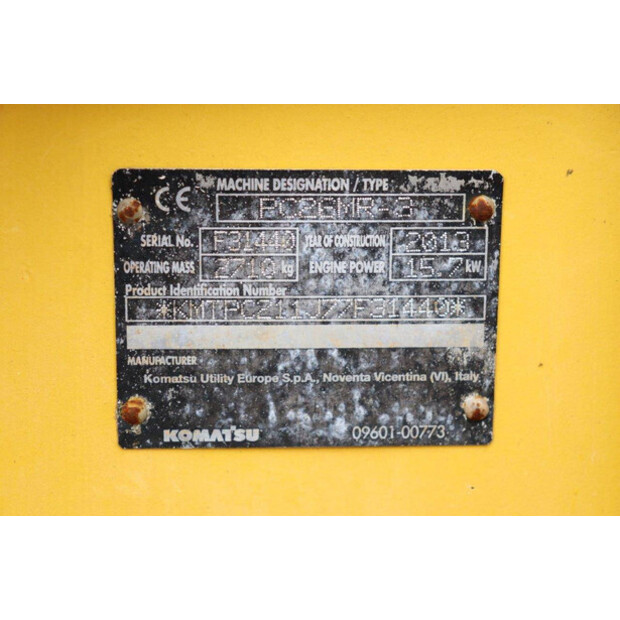 CE MACHINE DESIGNATION / TYPE
PC26MR-3
SERIAL No. F31440 YEAR OF CONSTRUCTION 2013
OPERATING MASS 2710 kg ENGINE POWER 15.7 kW
Product Identification Number
*KMTPC211J77F31440*
MANUFACTURER
Komatsu Utility Europe S.p.A., Noventa Vicentina (VI), Italy
KOMATSU 09601-00773